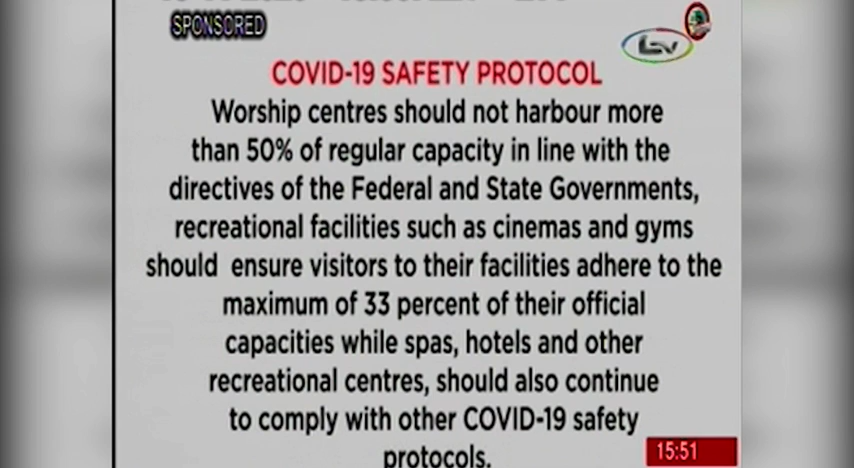 SPONSORED
LTV
COVID-19 SAFETY PROTOCOL
Worship centres should not harbour more
than 50% of regular capacity in line with the
directives of the Federal and State Governments,
recreational facilities such as cinemas and gyms
should  ensure visitors to their facilities adhere to the
maximum of 33 percent of their official
capacities while spas, hotels and other
recreational centres, should also continue
to comply with other COVID-19 safety
protocols.
15:51